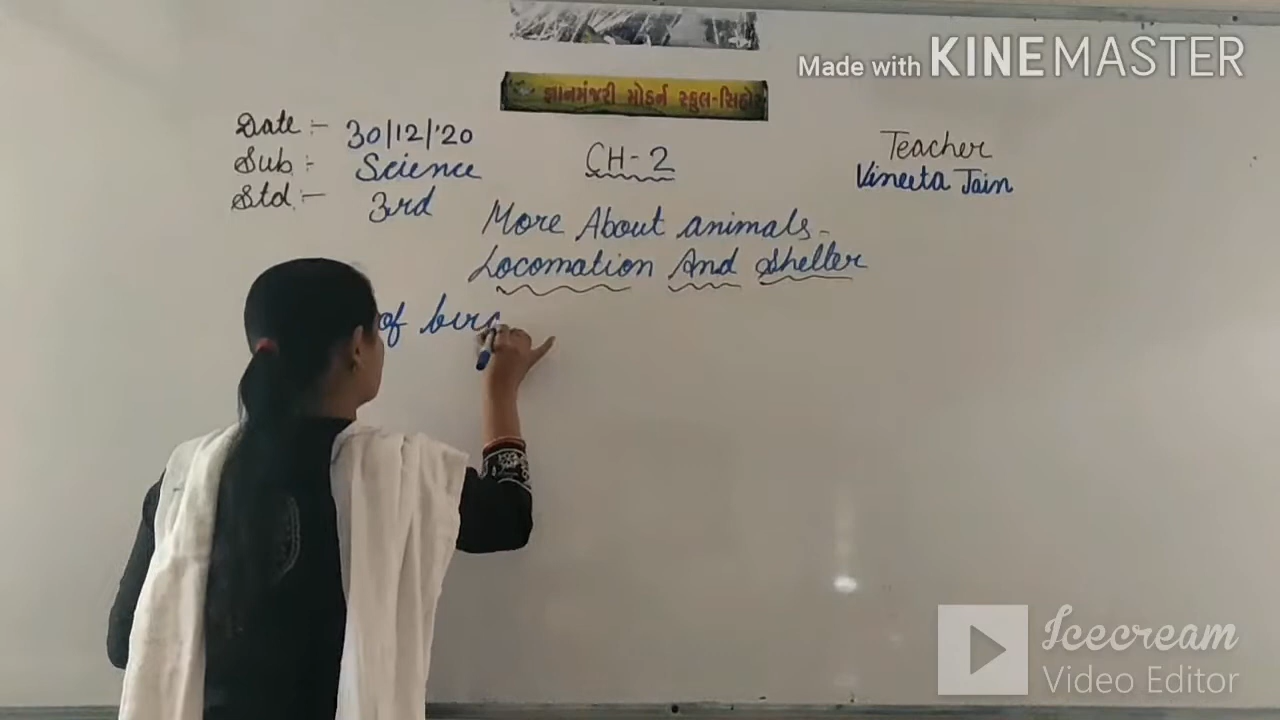 Made with KINEMASTER
જ્ઞાનમંજરી મોડર્ન સ્કુલ-સિહોર
Date :- 30/12/'20
Sub :- Science
Std :- 3rd
CH-2
Teacher
Vineeta Jain
More About animals-
Locomation And Shelter
of bird
Icecream
Video Editor